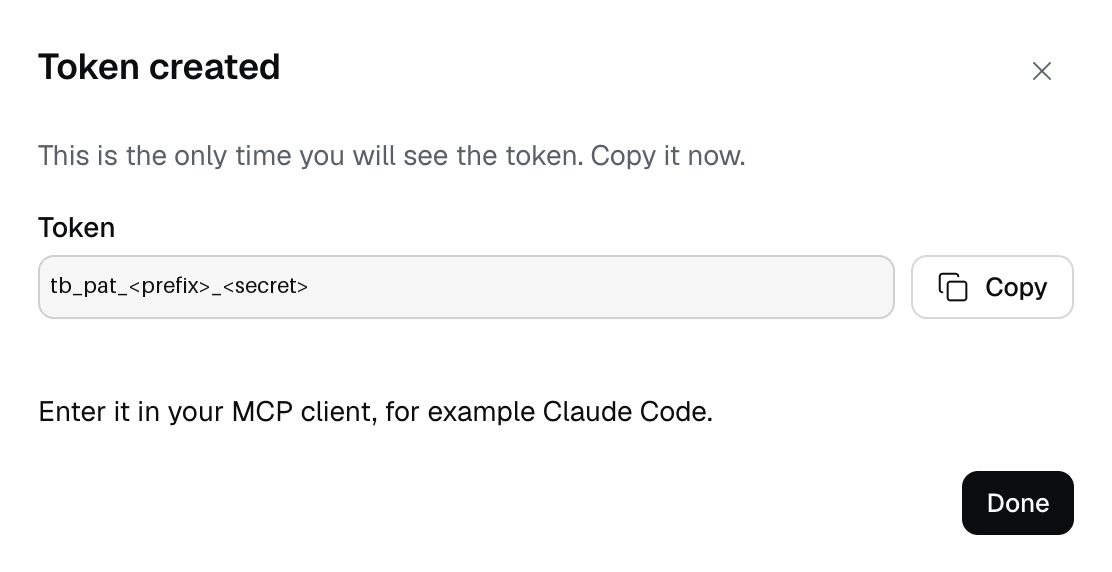 Token created
This is the only time you will see the token. Copy it now.
Token
tb_pat_<prefix>_<secret>
Copy
Enter it in your MCP client, for example Claude Code.
Done